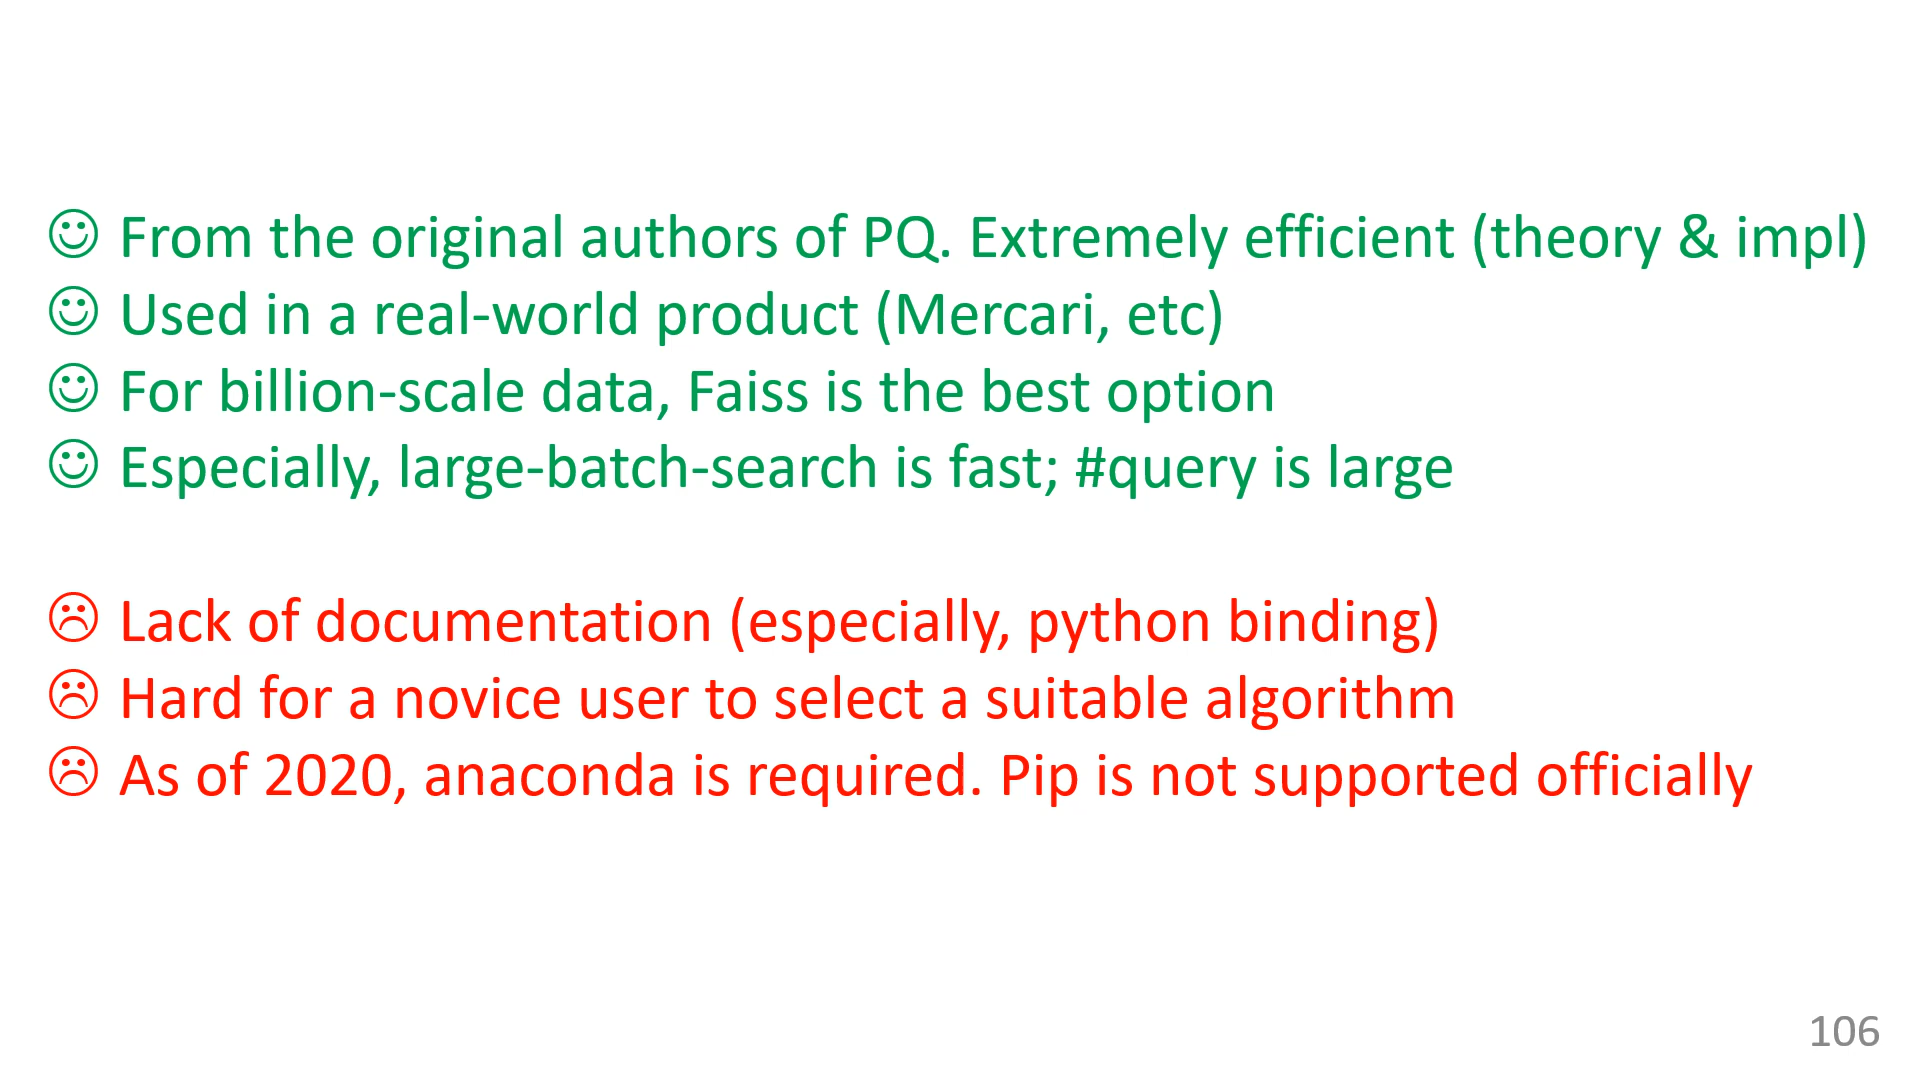 ☺ From the original authors of PQ. Extremely efficient (theory & impl)
☺ Used in a real-world product (Mercari, etc)
☺ For billion-scale data, Faiss is the best option
☺ Especially, large-batch-search is fast; #query is large
☹ Lack of documentation (especially, python binding)
☹ Hard for a novice user to select a suitable algorithm
☹ As of 2020, anaconda is required. Pip is not supported officially
106